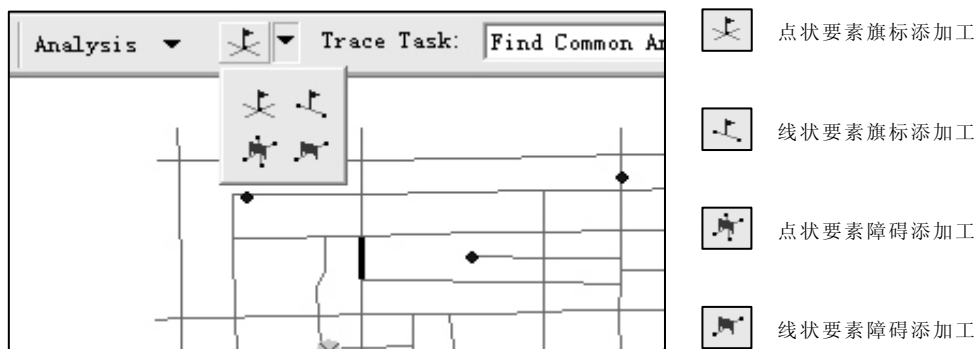 Analysis Trace Task: Find Common
点状要素旗标添加工
线状要素旗标添加工
点状要素障碍添加工
线状要素障碍添加工